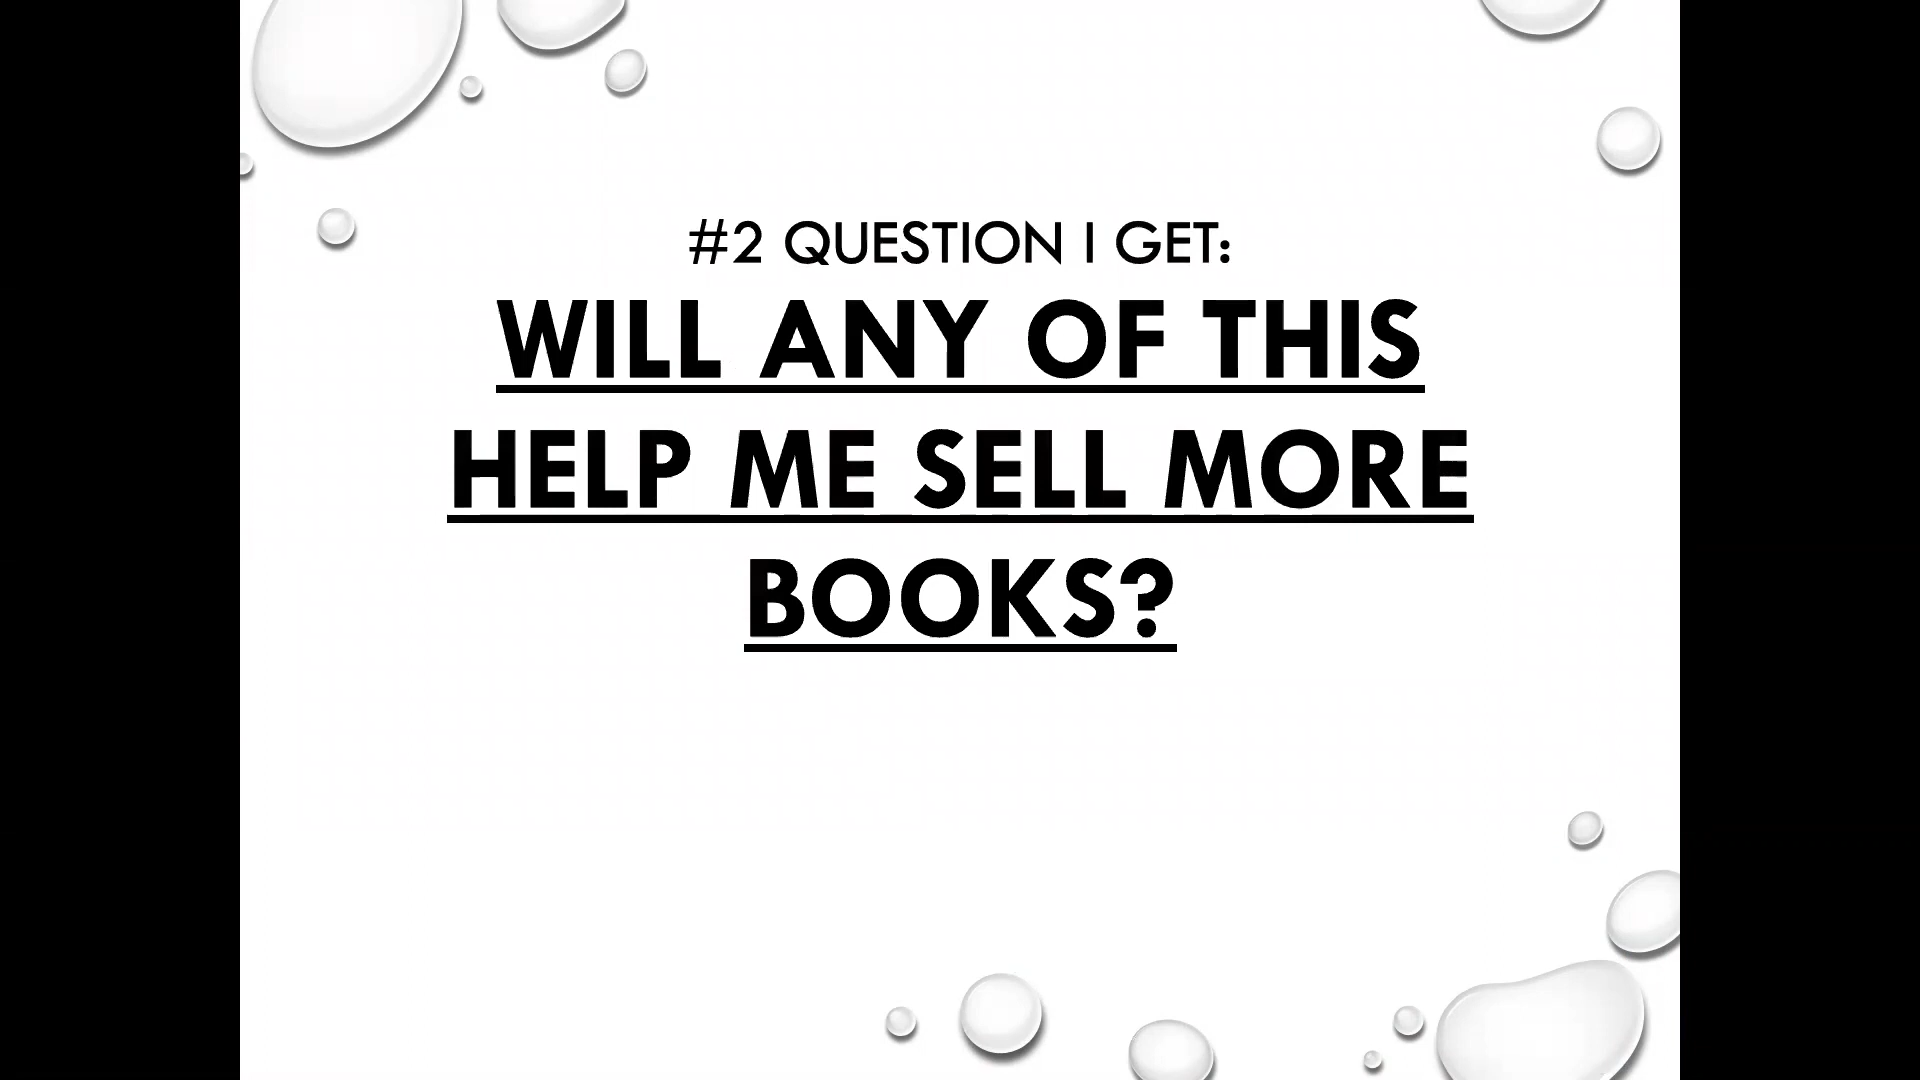 #2 QUESTION I GET:
WILL ANY OF THIS
HELP ME SELL MORE
BOOKS?